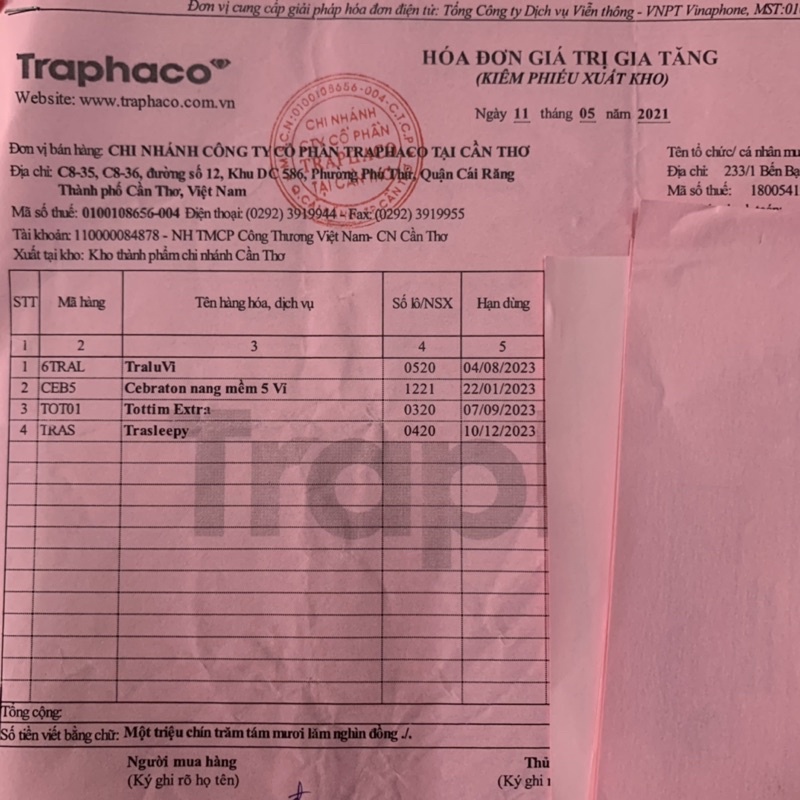 Đơn vị cung cấp giải pháp hóa đơn điện tử: Tổng Công ty Dịch vụ Viễn thông - VNPT Vinaphone, MST:01
Traphaco
Website: www.traphaco.com.vn
HÓA ĐƠN GIÁ TRỊ GIA TĂNG
(KIÊM PHIẾU XUẤT KHO)
Ngày 11 tháng 05 năm 2021
Đơn vị bán hàng: CHI NHÁNH CÔNG TY CỔ PHẦN TRAPHACO TẠI CẦN THƠ
Địa chỉ: C8-35, C8-36, đường số 12, Khu DC 586, Phường Phú Thứ, Quận Cái Răng
Thành phố Cần Thơ, Việt Nam
Mã số thuế: 0100108656-004 Điện thoại: (0292) 3919944 - Fax: (0292) 3919955
Tài khoản: 110000084878 - NH TMCP Công Thương Việt Nam- CN Cần Thơ
Xuất tại kho: Kho thành phẩm chi nhánh Cần Thơ
Tên tổ chức/ cá nhân mu
Địa chỉ: 233/1 Bến Bạ
Mã số thuế: 1800541
CHI NHÁNH
CTY CỔ PHẦN
TRAPHACO
TẠI CẦN THƠ
STT Mã hàng Tên hàng hóa, dịch vụ Số lô/NSX Hạn dùng
1 2 3 4 5
1 6TRAL TraluVi 0520 04/08/2023
2 CEB5 Cebraton nang mềm 5 Vỉ 1221 22/01/2023
3 TOT01 Tottim Extra 0320 07/09/2023
4 TRAS Trasleepy 0420 10/12/2023
Trap
Tổng cộng:
Số tiền viết bằng chữ: Một triệu chín trăm tám mươi lăm nghìn đồng ./.
Người mua hàng
(Ký ghi rõ họ tên)
Thủ
(Ký ghi